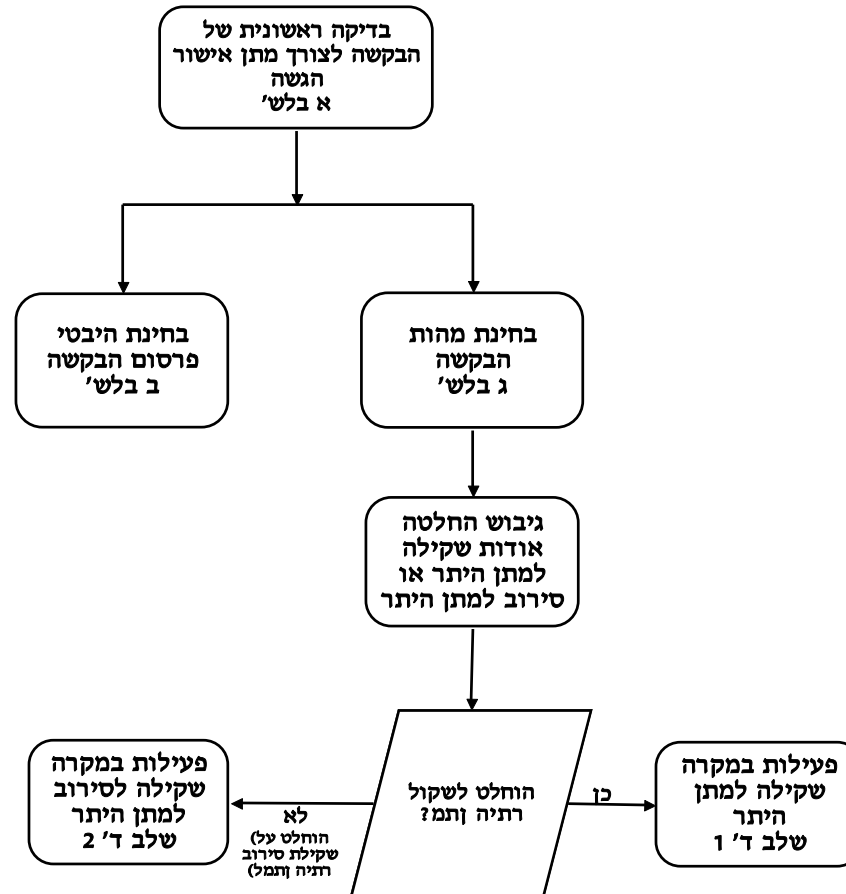 בדיקה ראשונית של
הבקשה לצורך מתן אישור
הגשה
א בלש'
בחינת מהות
הבקשה
ג בלש'
בחינת היבטי
פרסום הבקשה
ב בלש'
גיבוש החלטה
אודות שקילה
למתן היתר או
סירוב למתן היתר
הוחלט לשקול
רתיה ןתמ?
כן
פעילות במקרה
שקילה למתן
היתר
שלב ד' 1
לא
(הוחלט על
שקילת סירוב
רתיה ןתמל)
פעילות במקרה
שקילה לסירוב
למתן היתר
שלב ד' 2